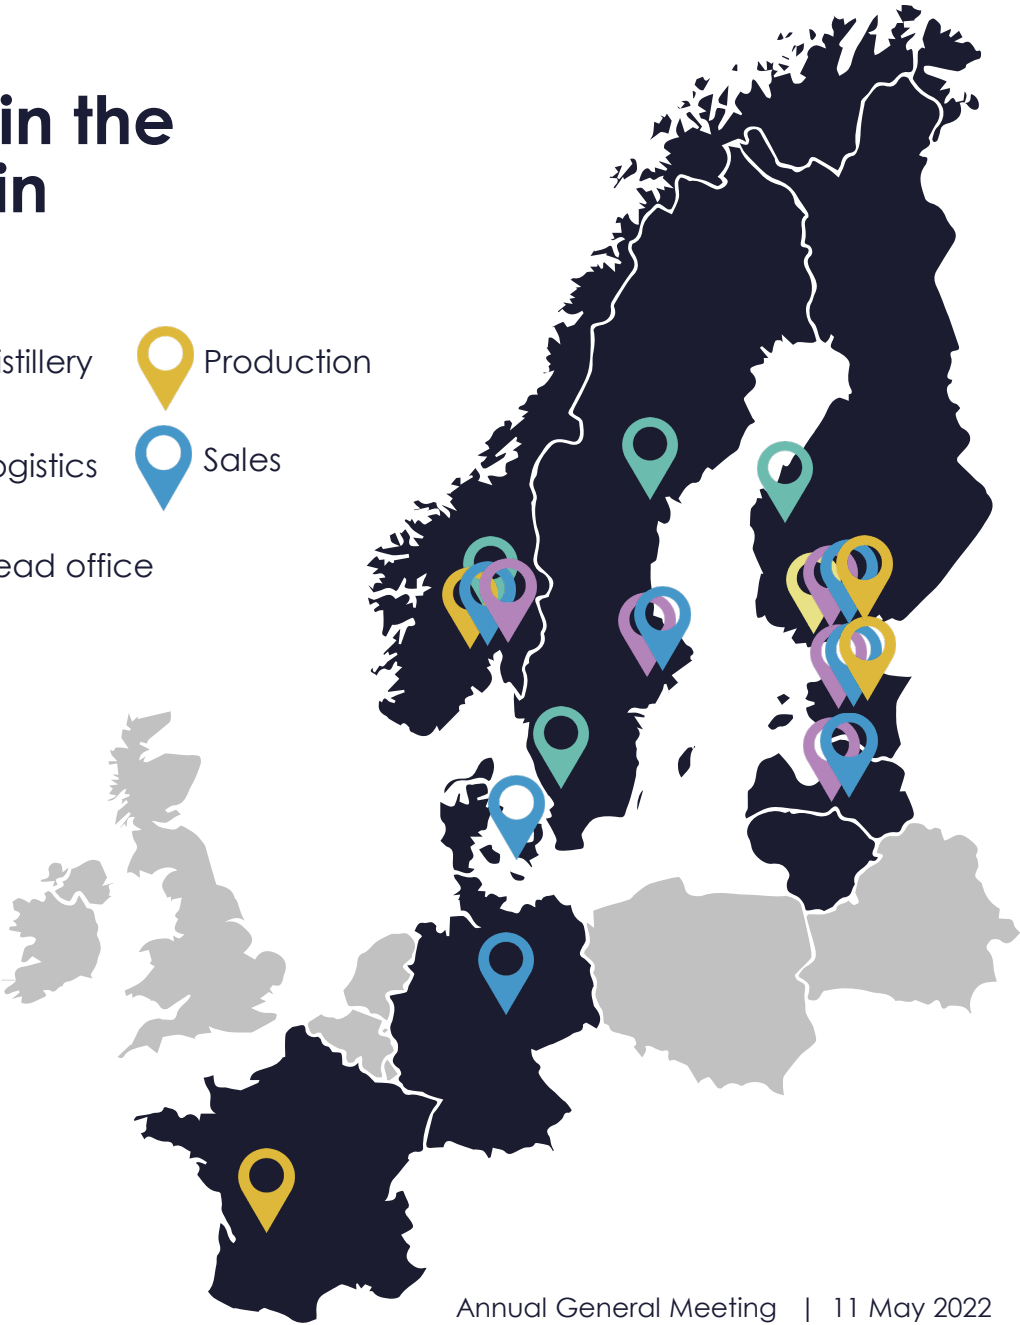 in the
in
istillery
Production
ogistics
Sales
ead office
Annual General Meeting | 11 May 2022